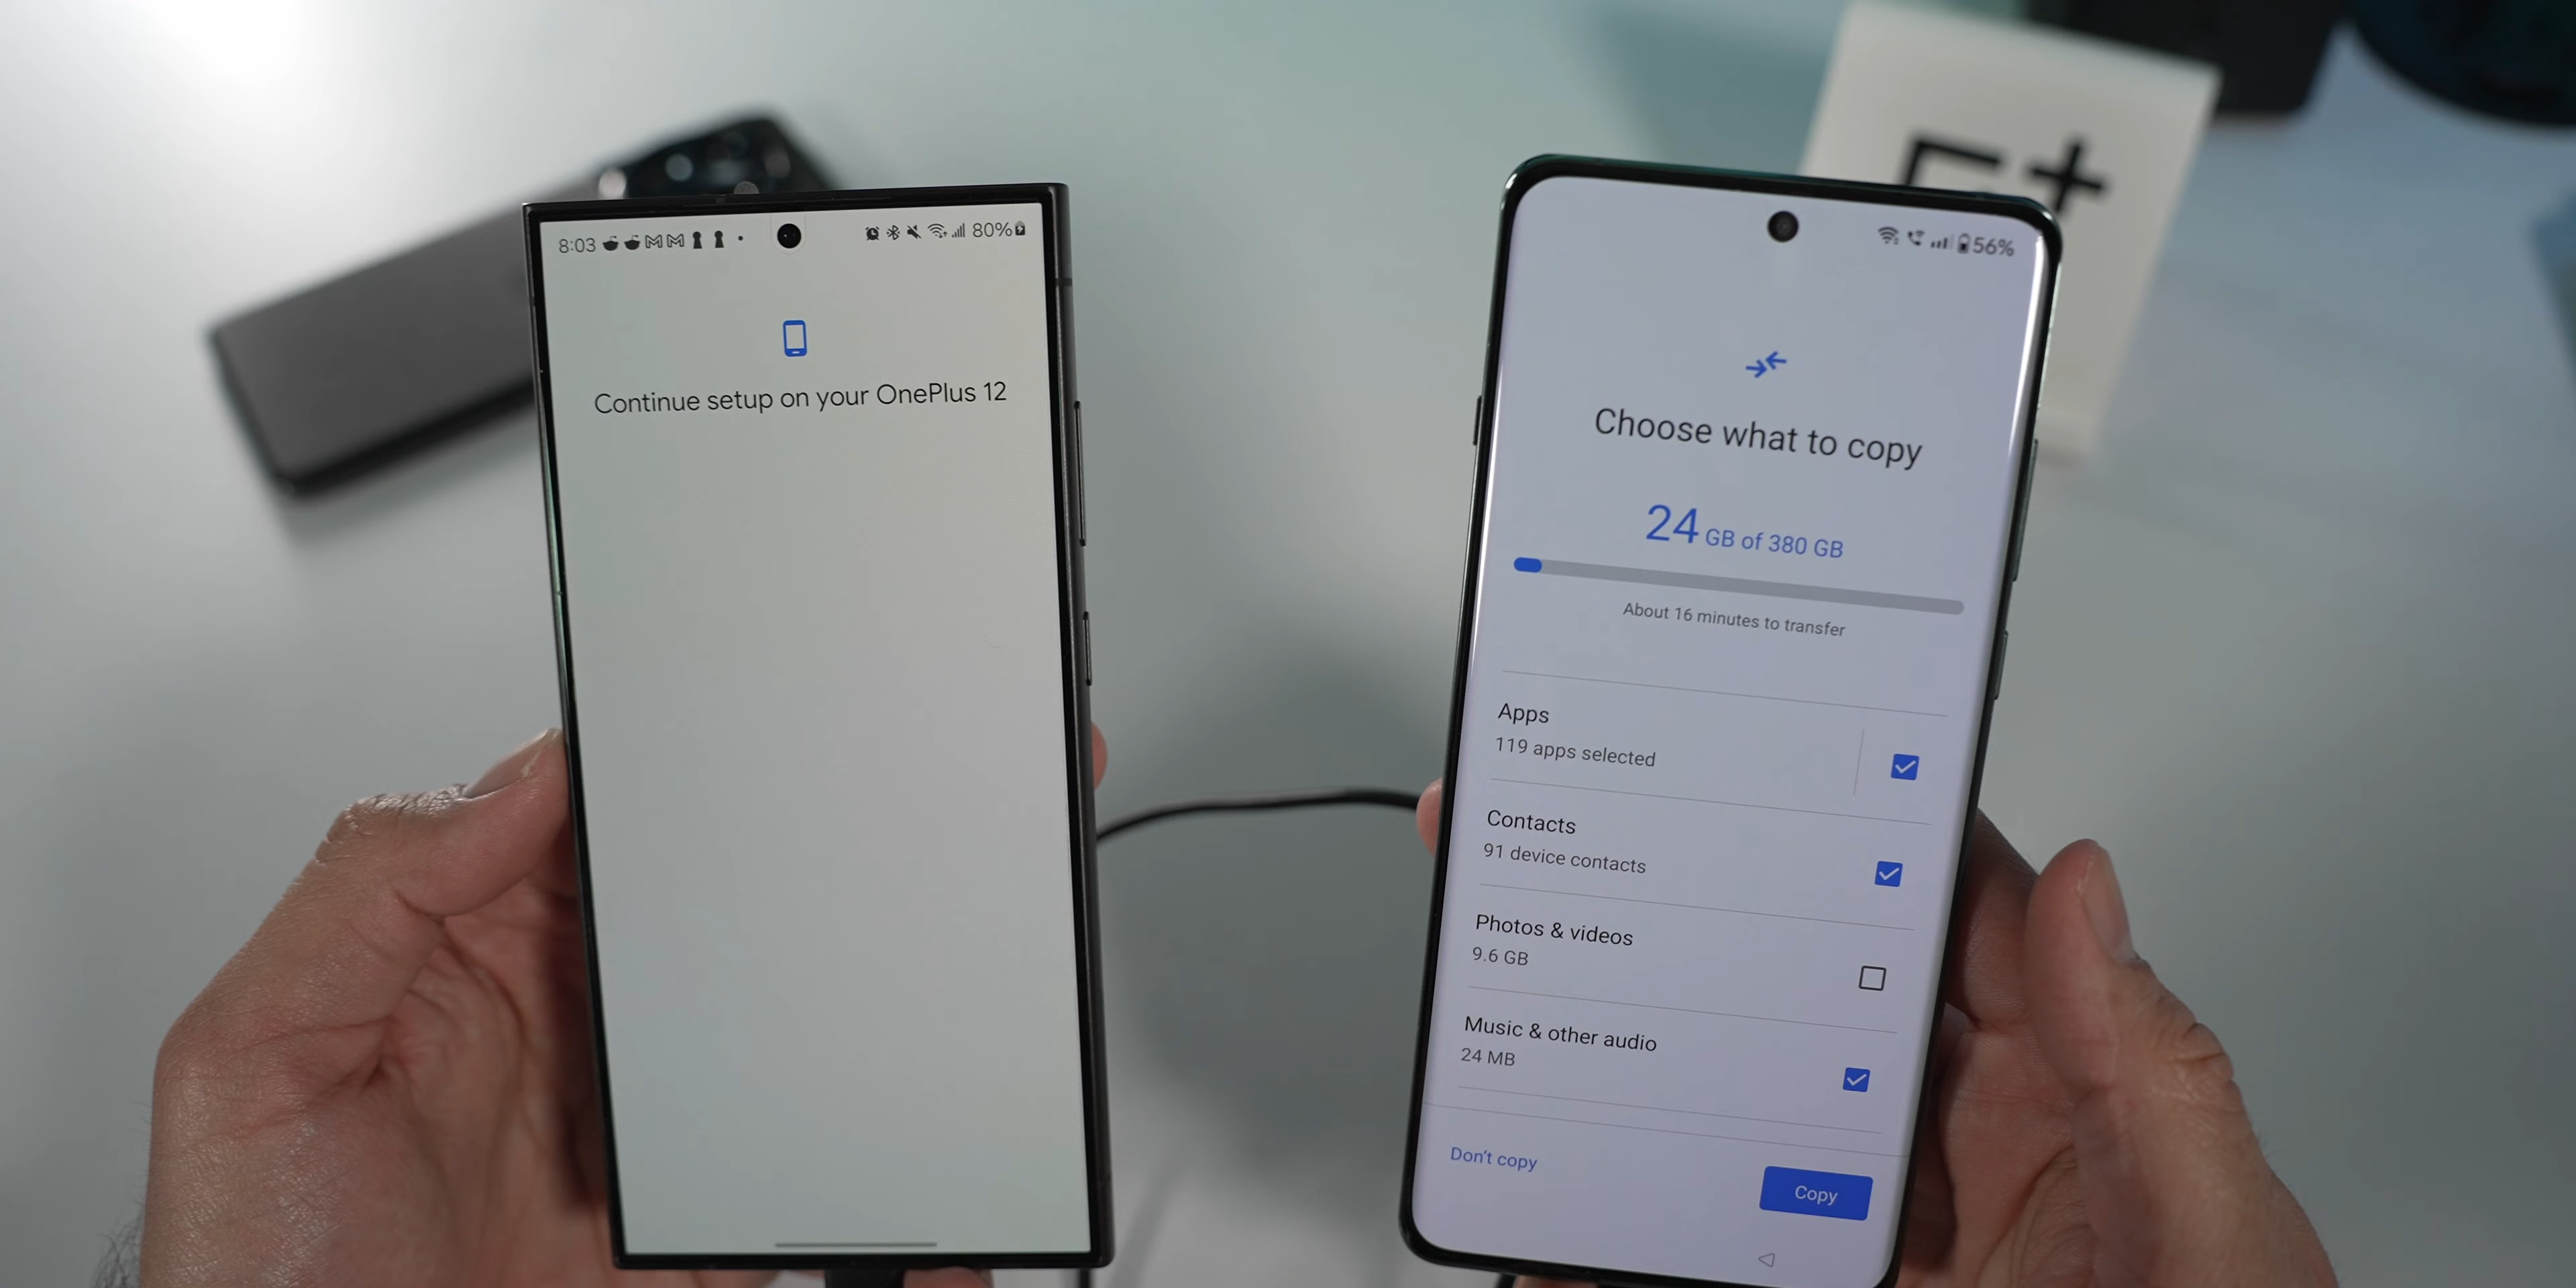 8:03
80%
Continue setup on your OnePlus 12
56%
Choose what to copy
24 GB of 380 GB
About 16 minutes to transfer
Apps
119 apps selected
Contacts
91 device contacts
Photos & videos
9.6 GB
Music & other audio
24 MB
Don't copy
Copy